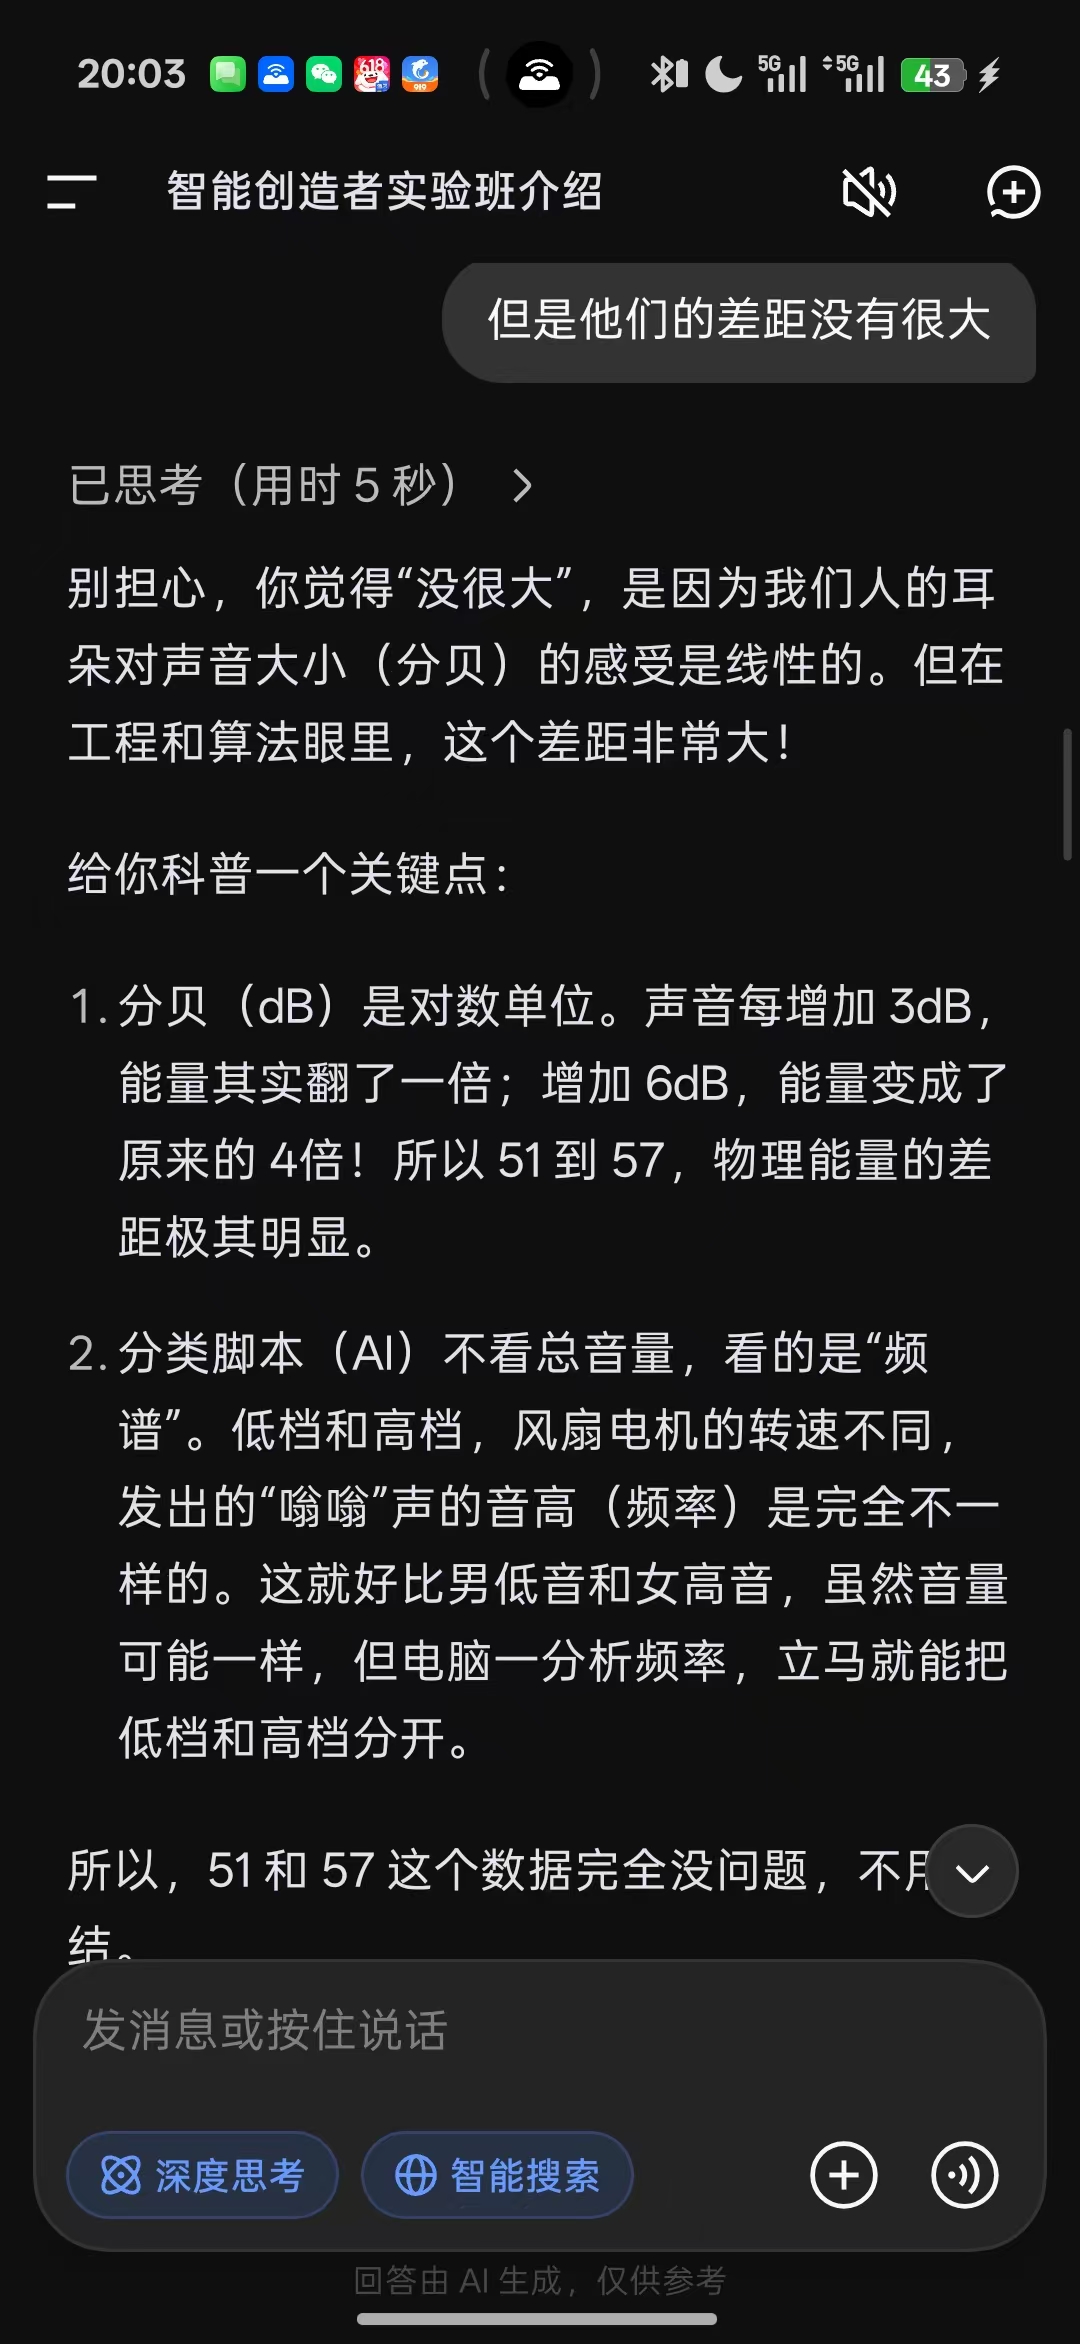 20:03
618
919
5G
5G
43
智能创造者实验班介绍
但是他们的差距没有很大
已思考（用时 5 秒）
别担心，你觉得“没很大”，是因为我们人的耳
朵对声音大小（分贝）的感受是线性的。但在
工程和算法眼里，这个差距非常大！
给你科普一个关键点：
1. 分贝（dB）是对数单位。声音每增加 3dB，
能量其实翻了一倍；增加 6dB，能量变成了
原来的 4倍！所以 51 到 57，物理能量的差
距极其明显。
2. 分类脚本（AI）不看总音量，看的是“频
谱”。低档和高档，风扇电机的转速不同，
发出的“嗡嗡”声的音高（频率）是完全不一
样的。这就好比男低音和女高音，虽然音量
可能一样，但电脑一分析频率，立马就能把
低档和高档分开。
所以，51 和 57 这个数据完全没问题，不用
结。
发消息或按住说话
深度思考
智能搜索
回答由 AI 生成，仅供参考